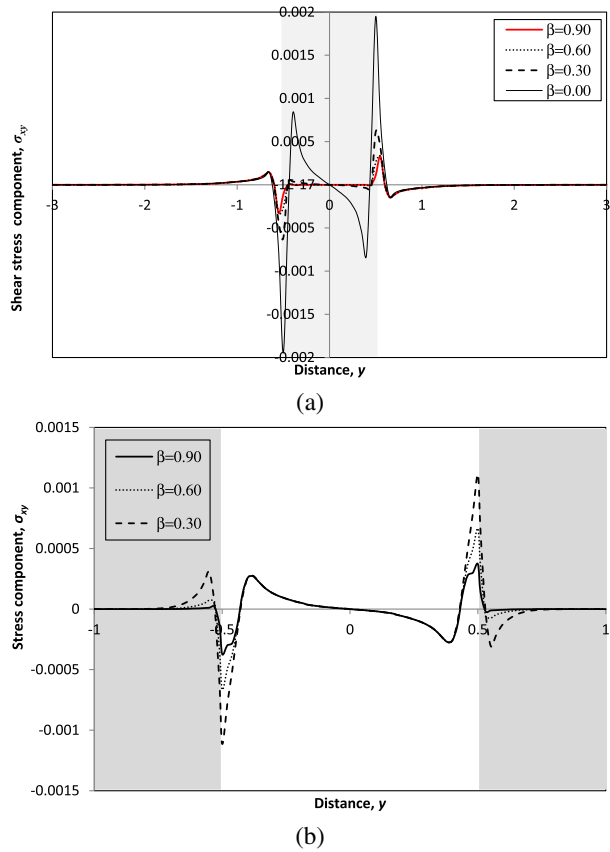 0.002
0.0015
0.001
0.0005
-0.0005
-0.001
-0.0015
-0.002
-3
-2
-1
0
1
2
3
Shear stress component, σxy
Distance, y
β=0.90
β=0.60
β=0.30
β=0.00
(a)
0.0015
0.001
0.0005
0
-0.0005
-0.001
-0.0015
-1
-0.5
0
0.5
1
Stress component, σxy
Distance, y
β=0.90
β=0.60
β=0.30
(b)